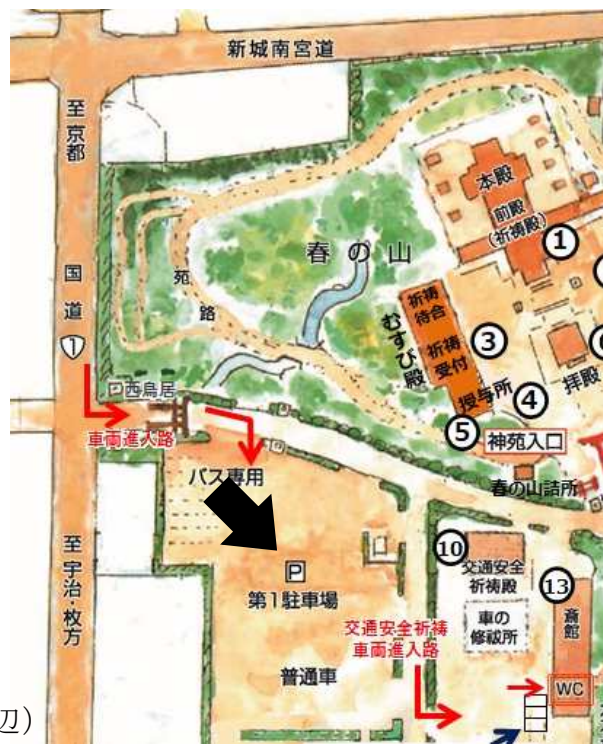 新城南宮道
至京都
国道
1
本殿
前殿
(祈祷殿)
①
春の山
苑路
祈祷
待合
祈祷
受付
むすび殿
③
授与所
拝殿
④
⑤
神苑入口
春の山詰所
西鳥居
車両進入路
バス専用
P
第1駐車場
普通車
至宇治・枚方
⑩
交通安全
祈祷殿
車の
修祓所
⑬
斎館
交通安全祈祷
車両進入路
WC
辺)